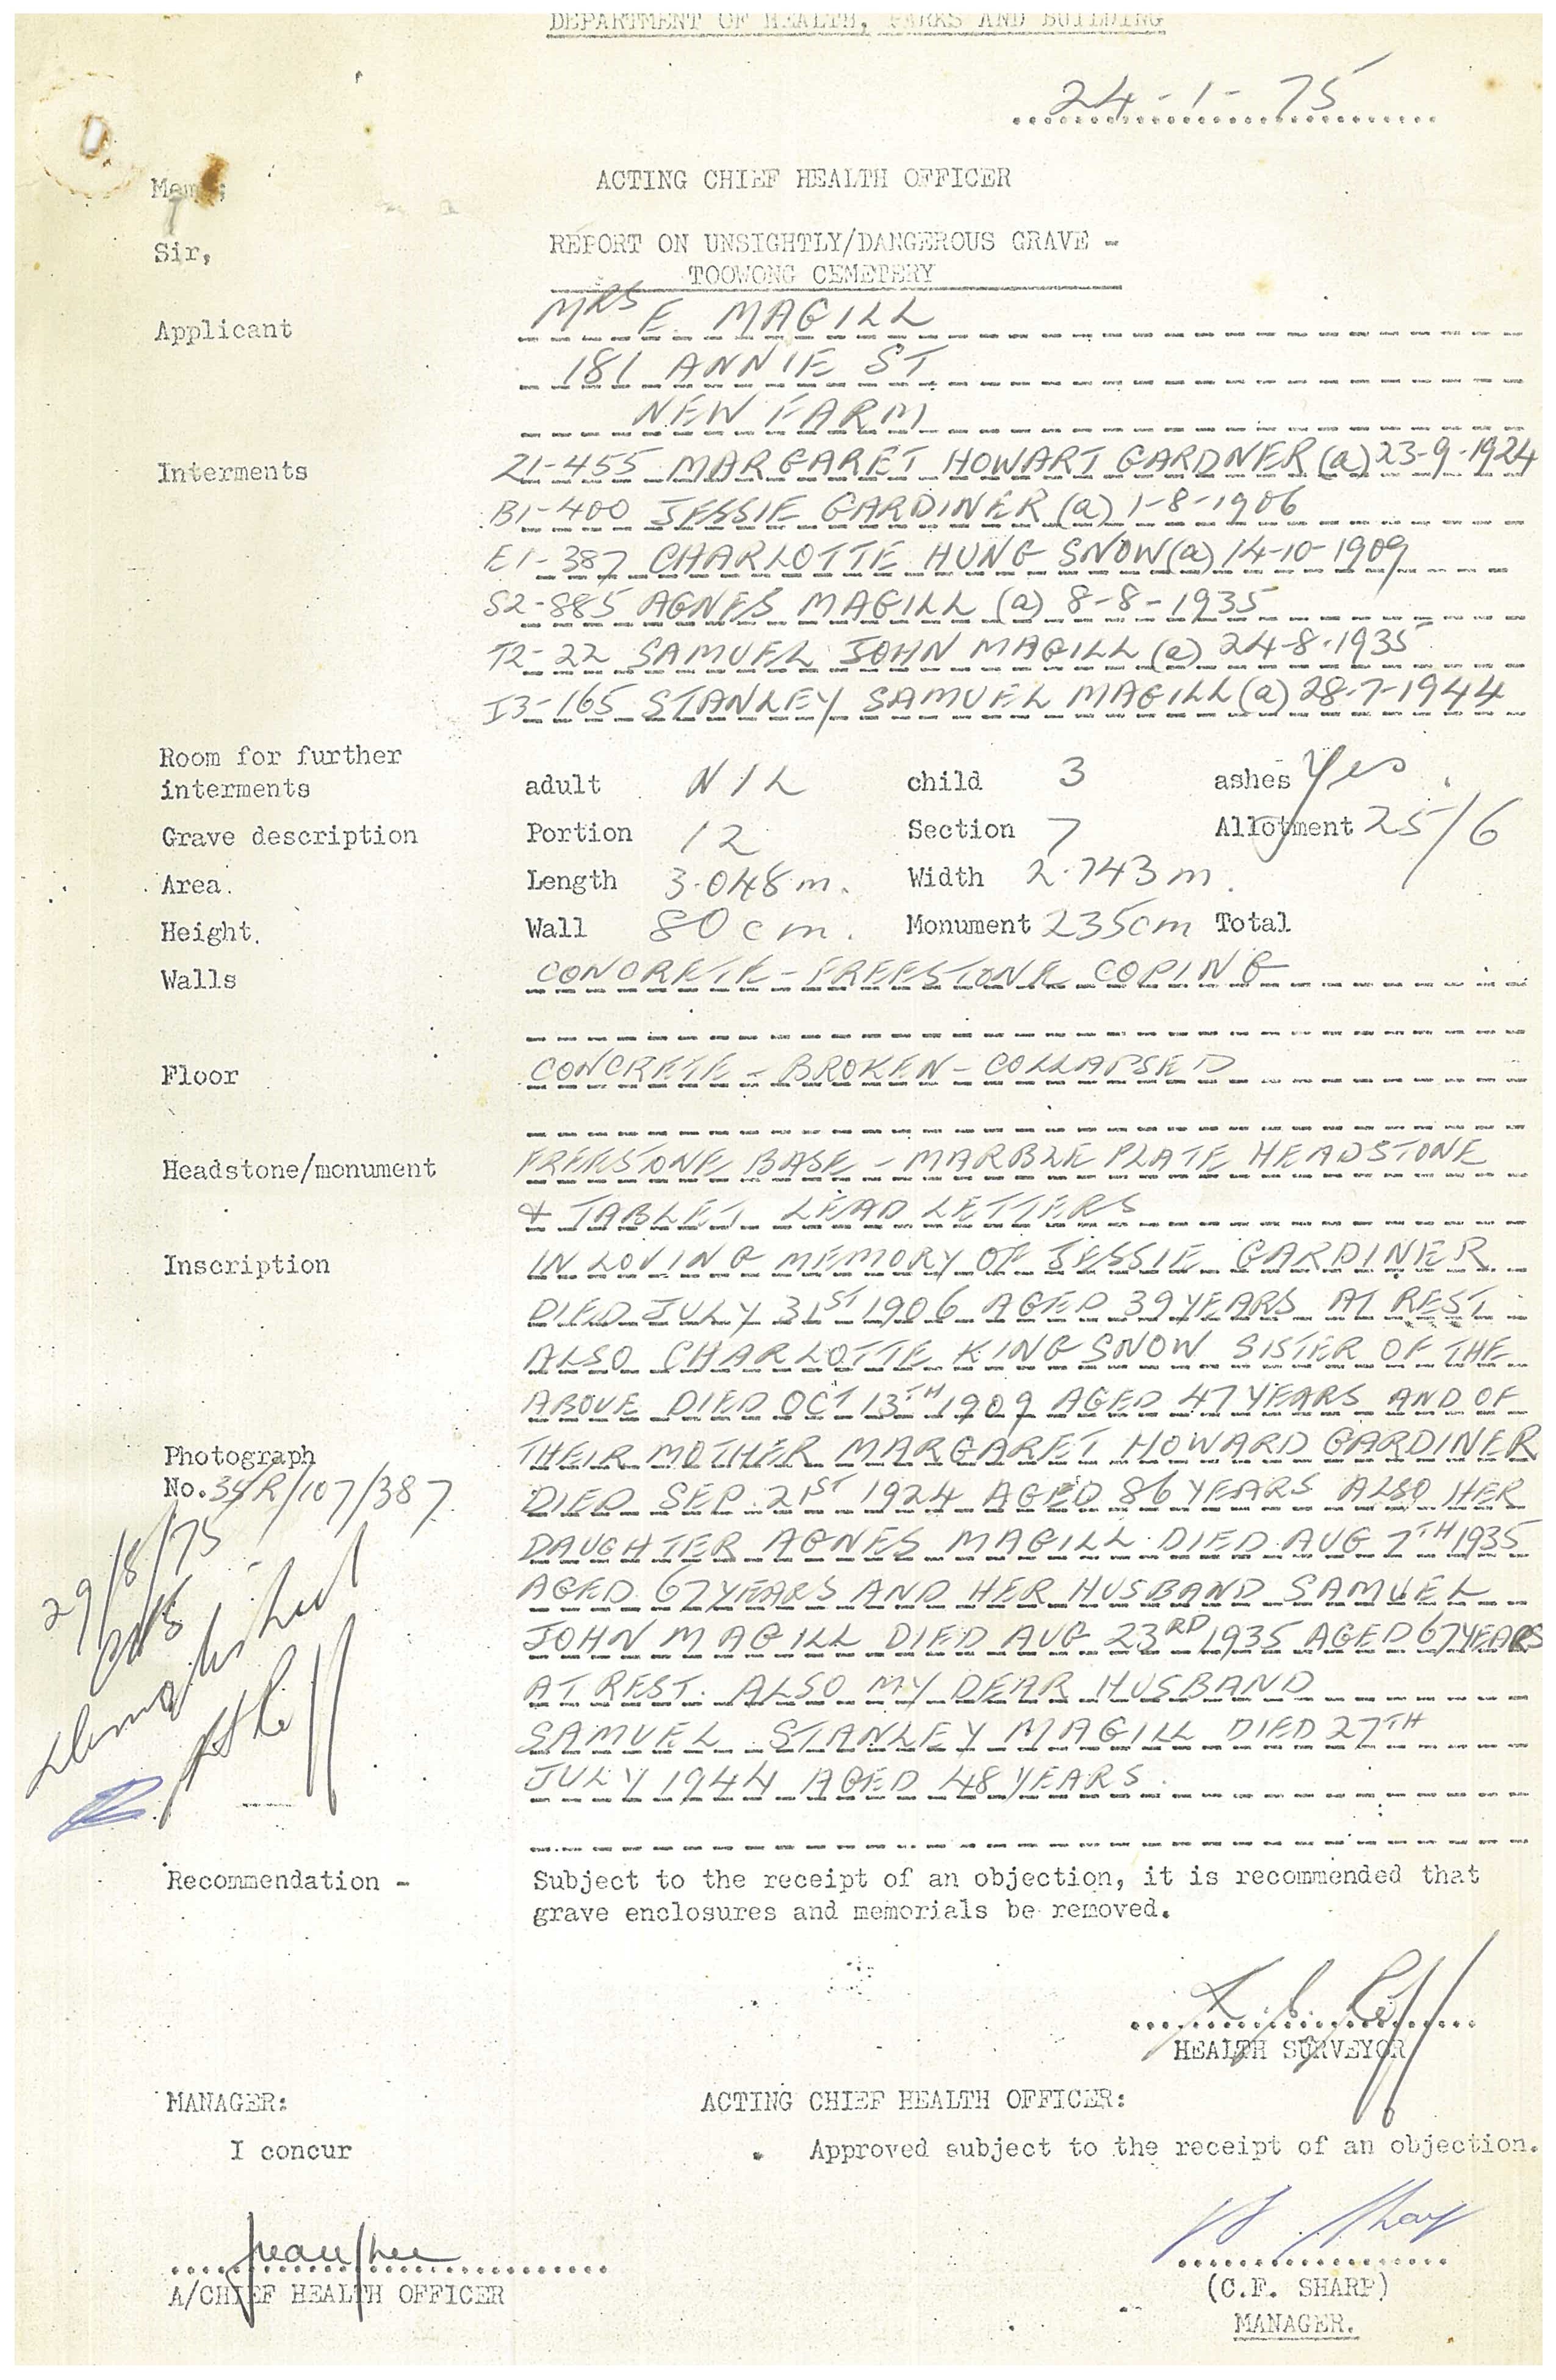 DEPARTMENT OF HEALTH, PARKS AND BUILDING
24-1-75
Memo:
ACTING CHIEF HEALTH OFFICER
Sir,
REPORT ON UNSIGHTLY/DANGEROUS GRAVE -
TOOWONG CEMETERY
Applicant MRS E. MAGILL
181 ANNIE ST
NEW FARM
Interments Z1-455 MARGARET HOWART GARDNER (a) 23-9-1924
B1-400 JESSIE GARDINER (a) 1-8-1906
E1-387 CHARLOTTE HUNG SNOW (a) 14-10-1909
S2-885 AGNES MAGILL (a) 8-8-1935
T2-22 SAMUEL JOHN MAGILL (a) 24-8-1935
I3-165 STANLEY SAMUEL MAGILL (a) 28-7-1944
Room for further
interments adult NIL child 3 ashes Yes.
Grave description Portion 12 Section 7 Allotment 25/6
Area. Length 3.048m. Width 2.743m.
Height. Wall 80cm. Monument 235cm Total
Walls CONCRETE - FREESTONE COPING
Floor CONCRETE - BROKEN - COLLAPSED
Headstone/monument FREESTONE BASE - MARBLE PLATE HEADSTONE
& TABLET LEAD LETTERS
Inscription IN LOVING MEMORY OF JESSIE GARDINER
DIED JULY 31ST 1906 AGED 39 YEARS AT REST
ALSO CHARLOTTE KING SNOW SISTER OF THE
ABOVE DIED OCT 13TH 1909 AGED 47 YEARS AND OF
Photograph THEIR MOTHER MARGARET HOWARD GARDINER
No. 34R/107/387 DIED SEP. 21ST 1924 AGED 86 YEARS ALSO HER
DAUGHTER AGNES MAGILL DIED AUG 7TH 1935
29/8/75 AGED 67 YEARS AND HER HUSBAND SAMUEL
JOHN MAGILL DIED AUG 23RD 1935 AGED 67 YEARS
AT REST. ALSO MY DEAR HUSBAND
SAMUEL STANLEY MAGILL DIED 27TH
JULY 1944 AGED 48 YEARS.
Recommendation - Subject to the receipt of an objection, it is recommended that
grave enclosures and memorials be removed.
HEALTH SURVEYOR
MANAGER: ACTING CHIEF HEALTH OFFICER:
I concur Approved subject to the receipt of an objection.
A/CHIEF HEALTH OFFICER (C.F. SHARP)
MANAGER.